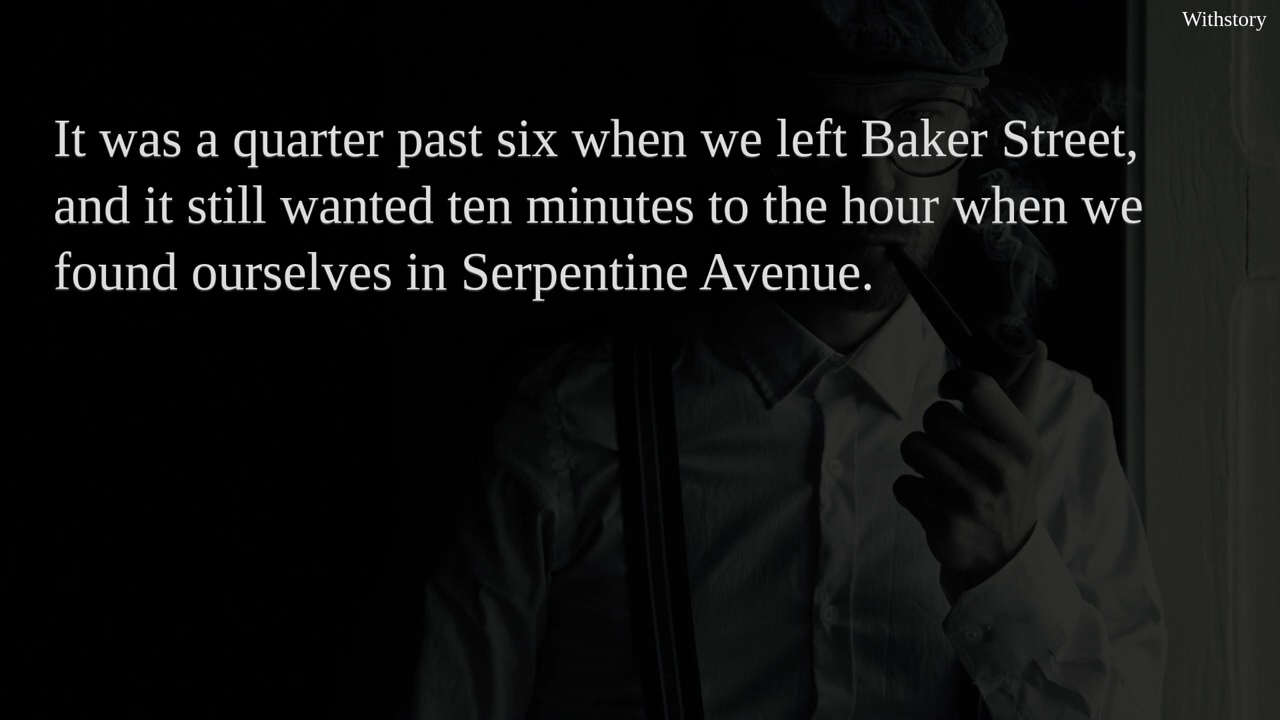 Withstory
It was a quarter past six when we left Baker Street,
and it still wanted ten minutes to the hour when we
found ourselves in Serpentine Avenue.